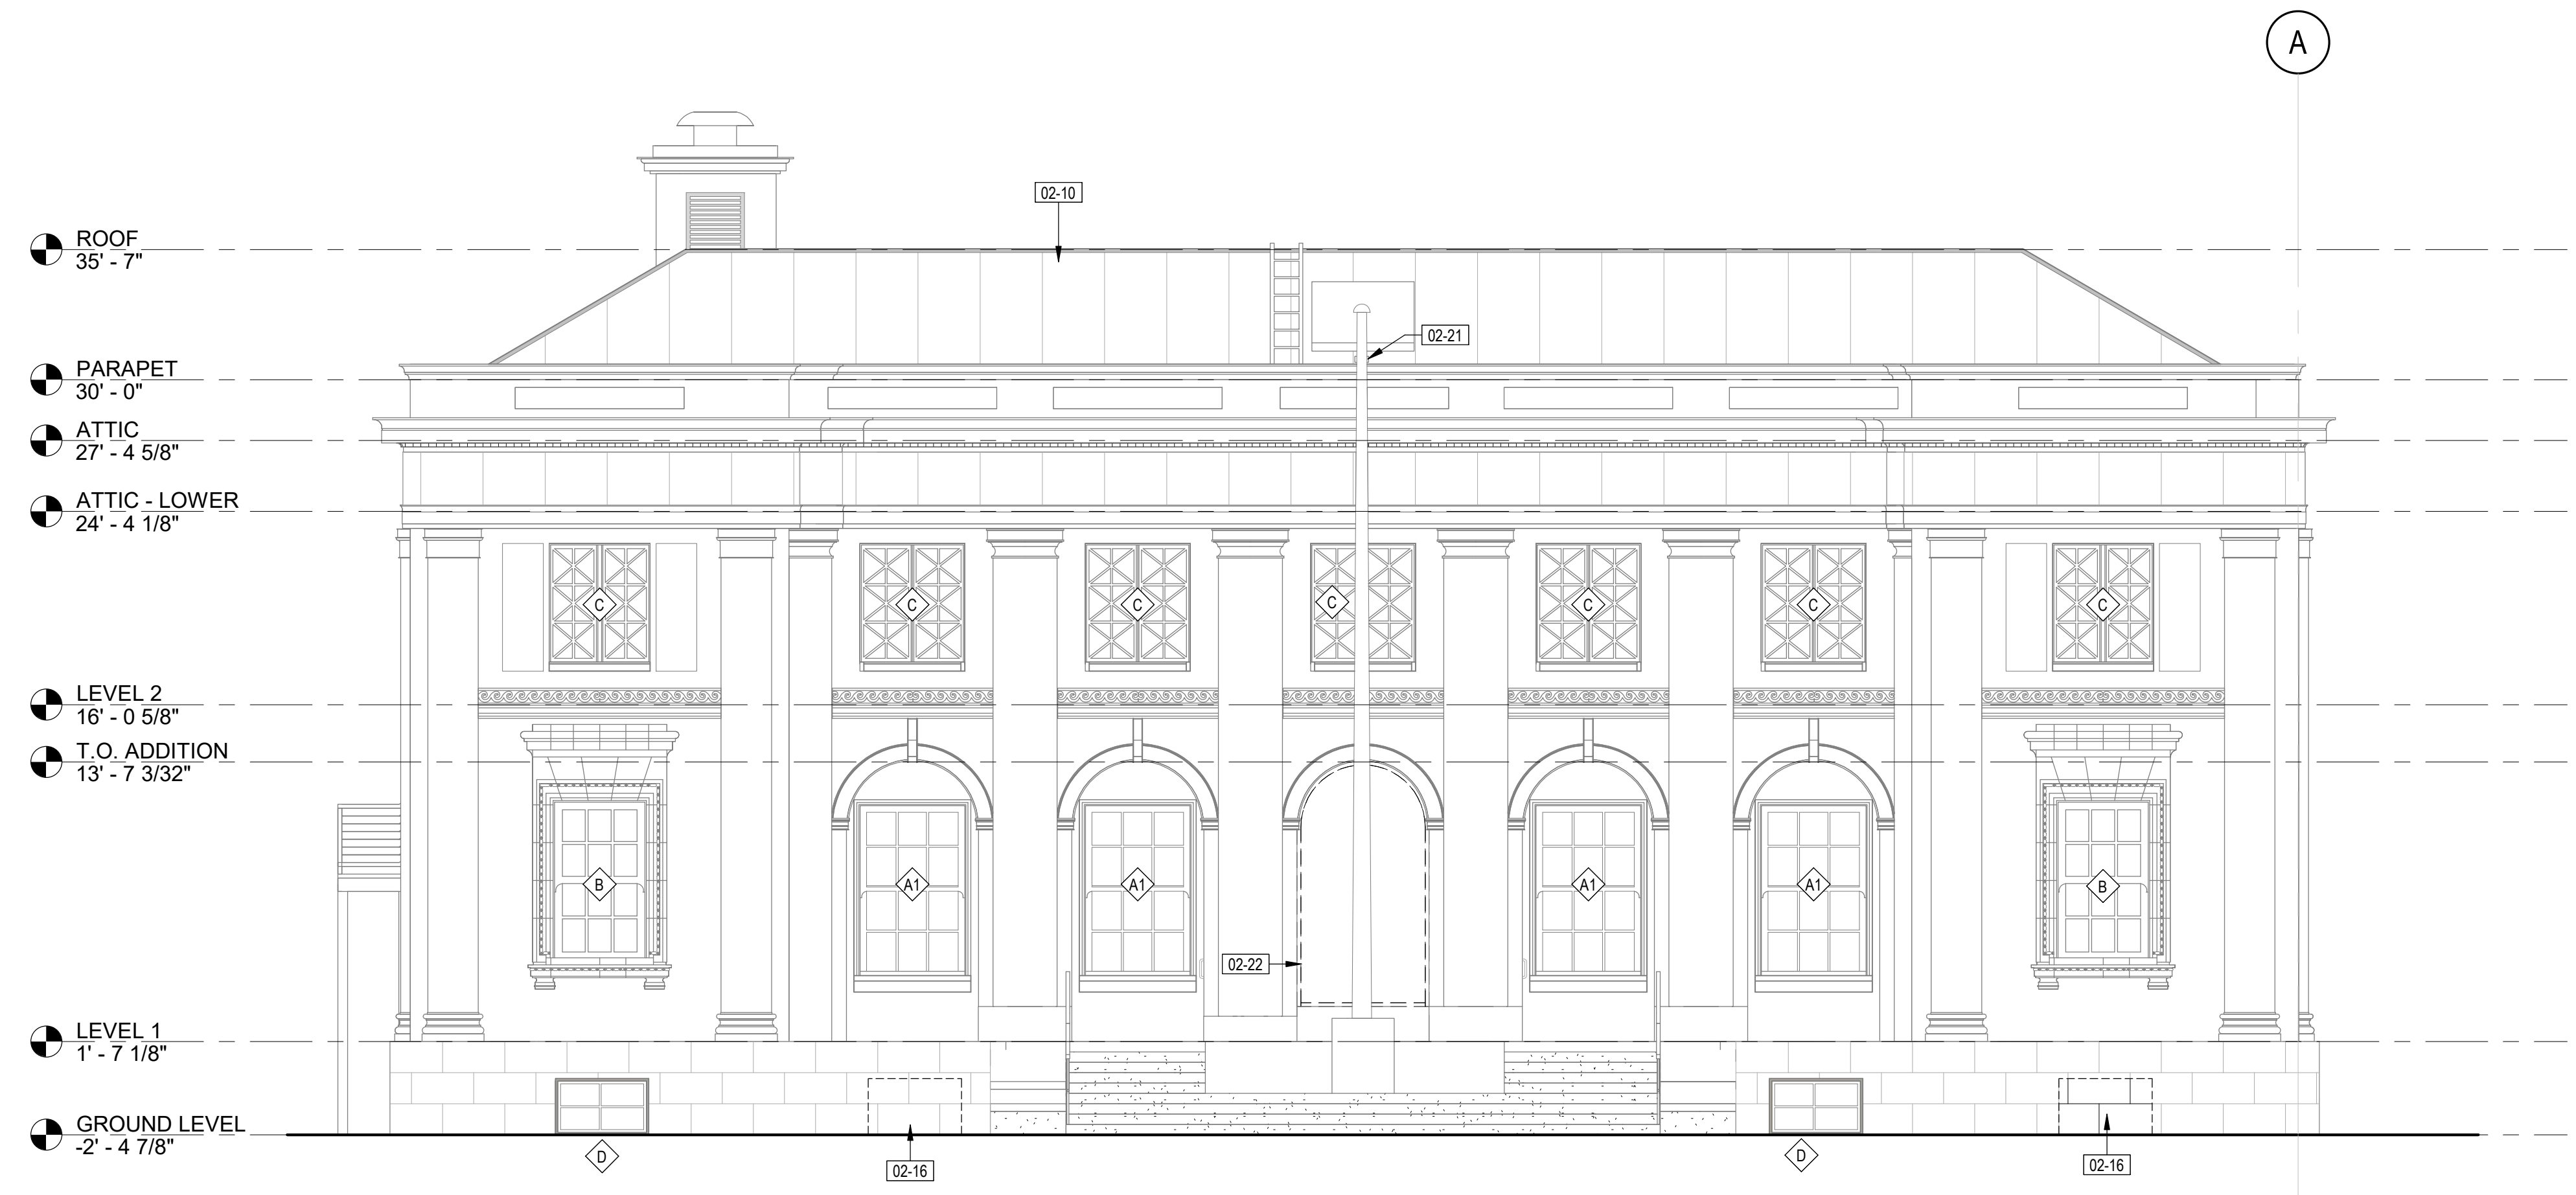 A
02-10
ROOF
35' - 7"
02-21
PARAPET
30' - 0"
ATTIC
27' - 4 5/8"
ATTIC - LOWER
24' - 4 1/8"
C
C
C
C
C
C
C
LEVEL 2
16' - 0 5/8"
T.O. ADDITION
13' - 7 3/32"
B
A1
A1
A1
A1
B
02-22
LEVEL 1
1' - 7 1/8"
GROUND LEVEL
-2' - 4 7/8"
D
02-16
D
02-16